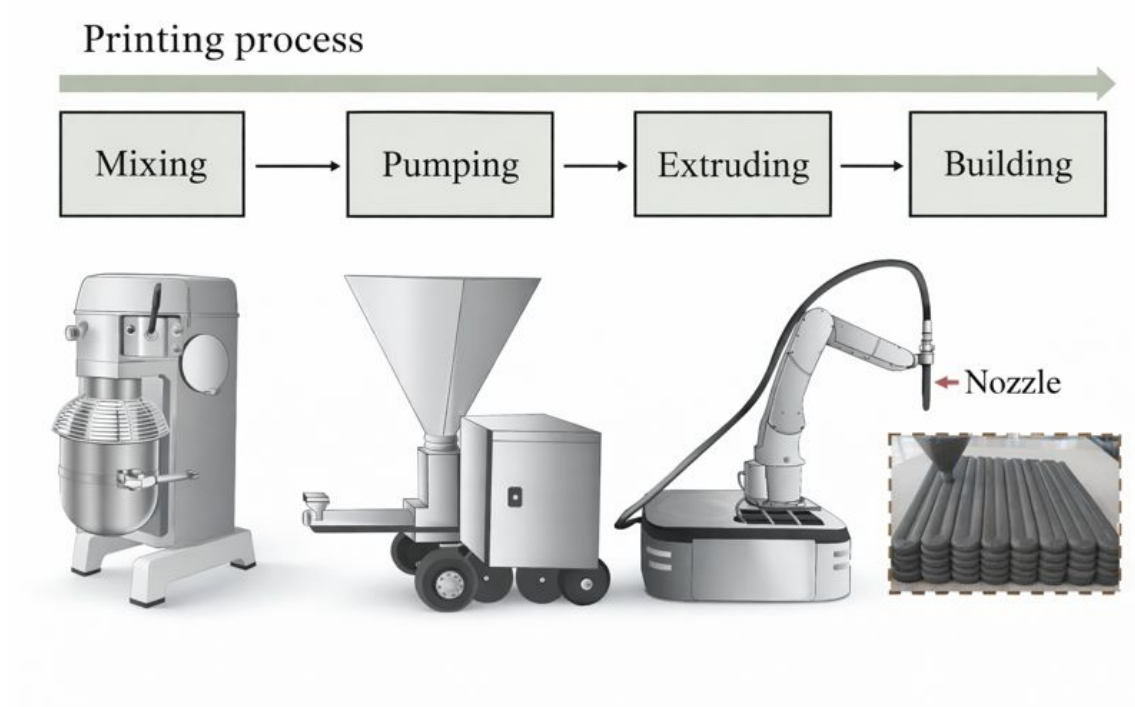 Printing process
Mixing
Pumping
Extruding
Building
Nozzle